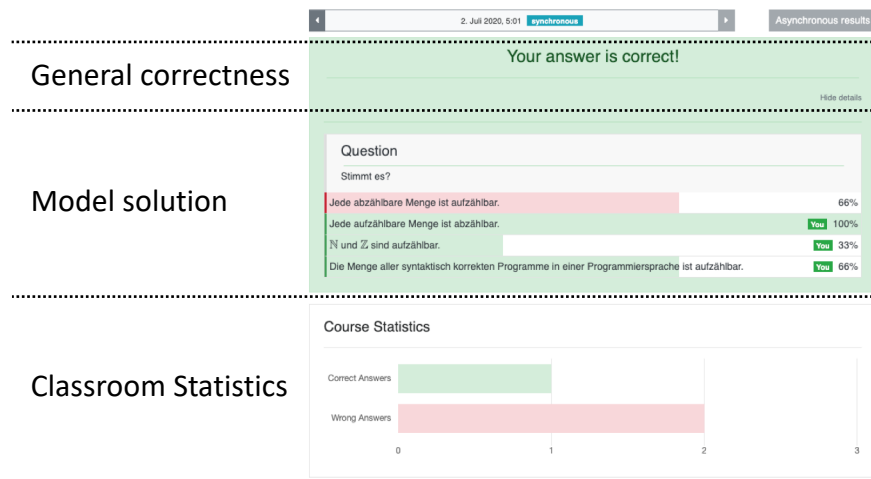 2. Juli 2020, 5:01 synchronous
Asynchronous results
General correctness
Your answer is correct!
Hide details
Model solution
Question
Stimmt es?
Jede abzählbare Menge ist aufzählbar. 66%
Jede aufzählbare Menge ist abzählbar. You 100%
ℕ und ℤ sind aufzählbar. You 33%
Die Menge aller syntaktisch korrekten Programme in einer Programmiersprache ist aufzählbar. You 66%
Classroom Statistics
Course Statistics
Correct Answers
Wrong Answers
0 1 2 3